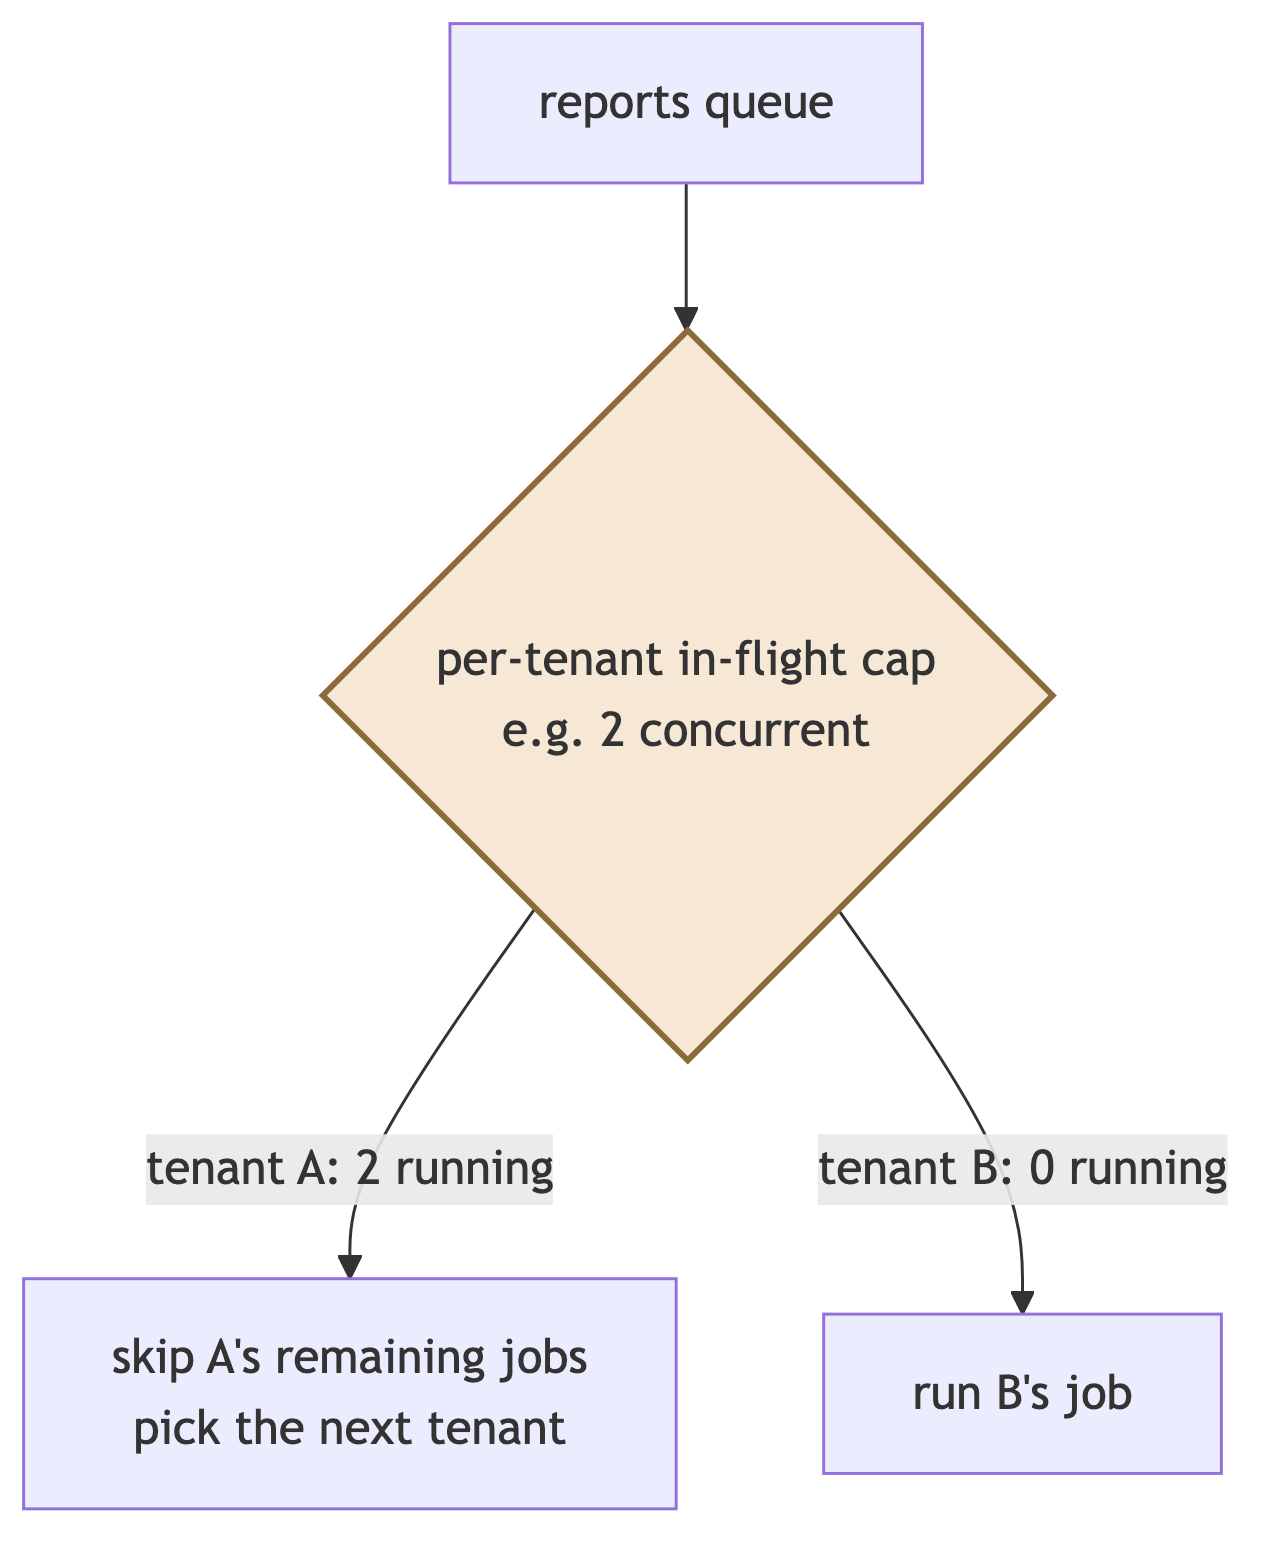 reports queue
per-tenant in-flight cap
e.g. 2 concurrent
tenant A: 2 running
tenant B: 0 running
skip A's remaining jobs
pick the next tenant
run B's job